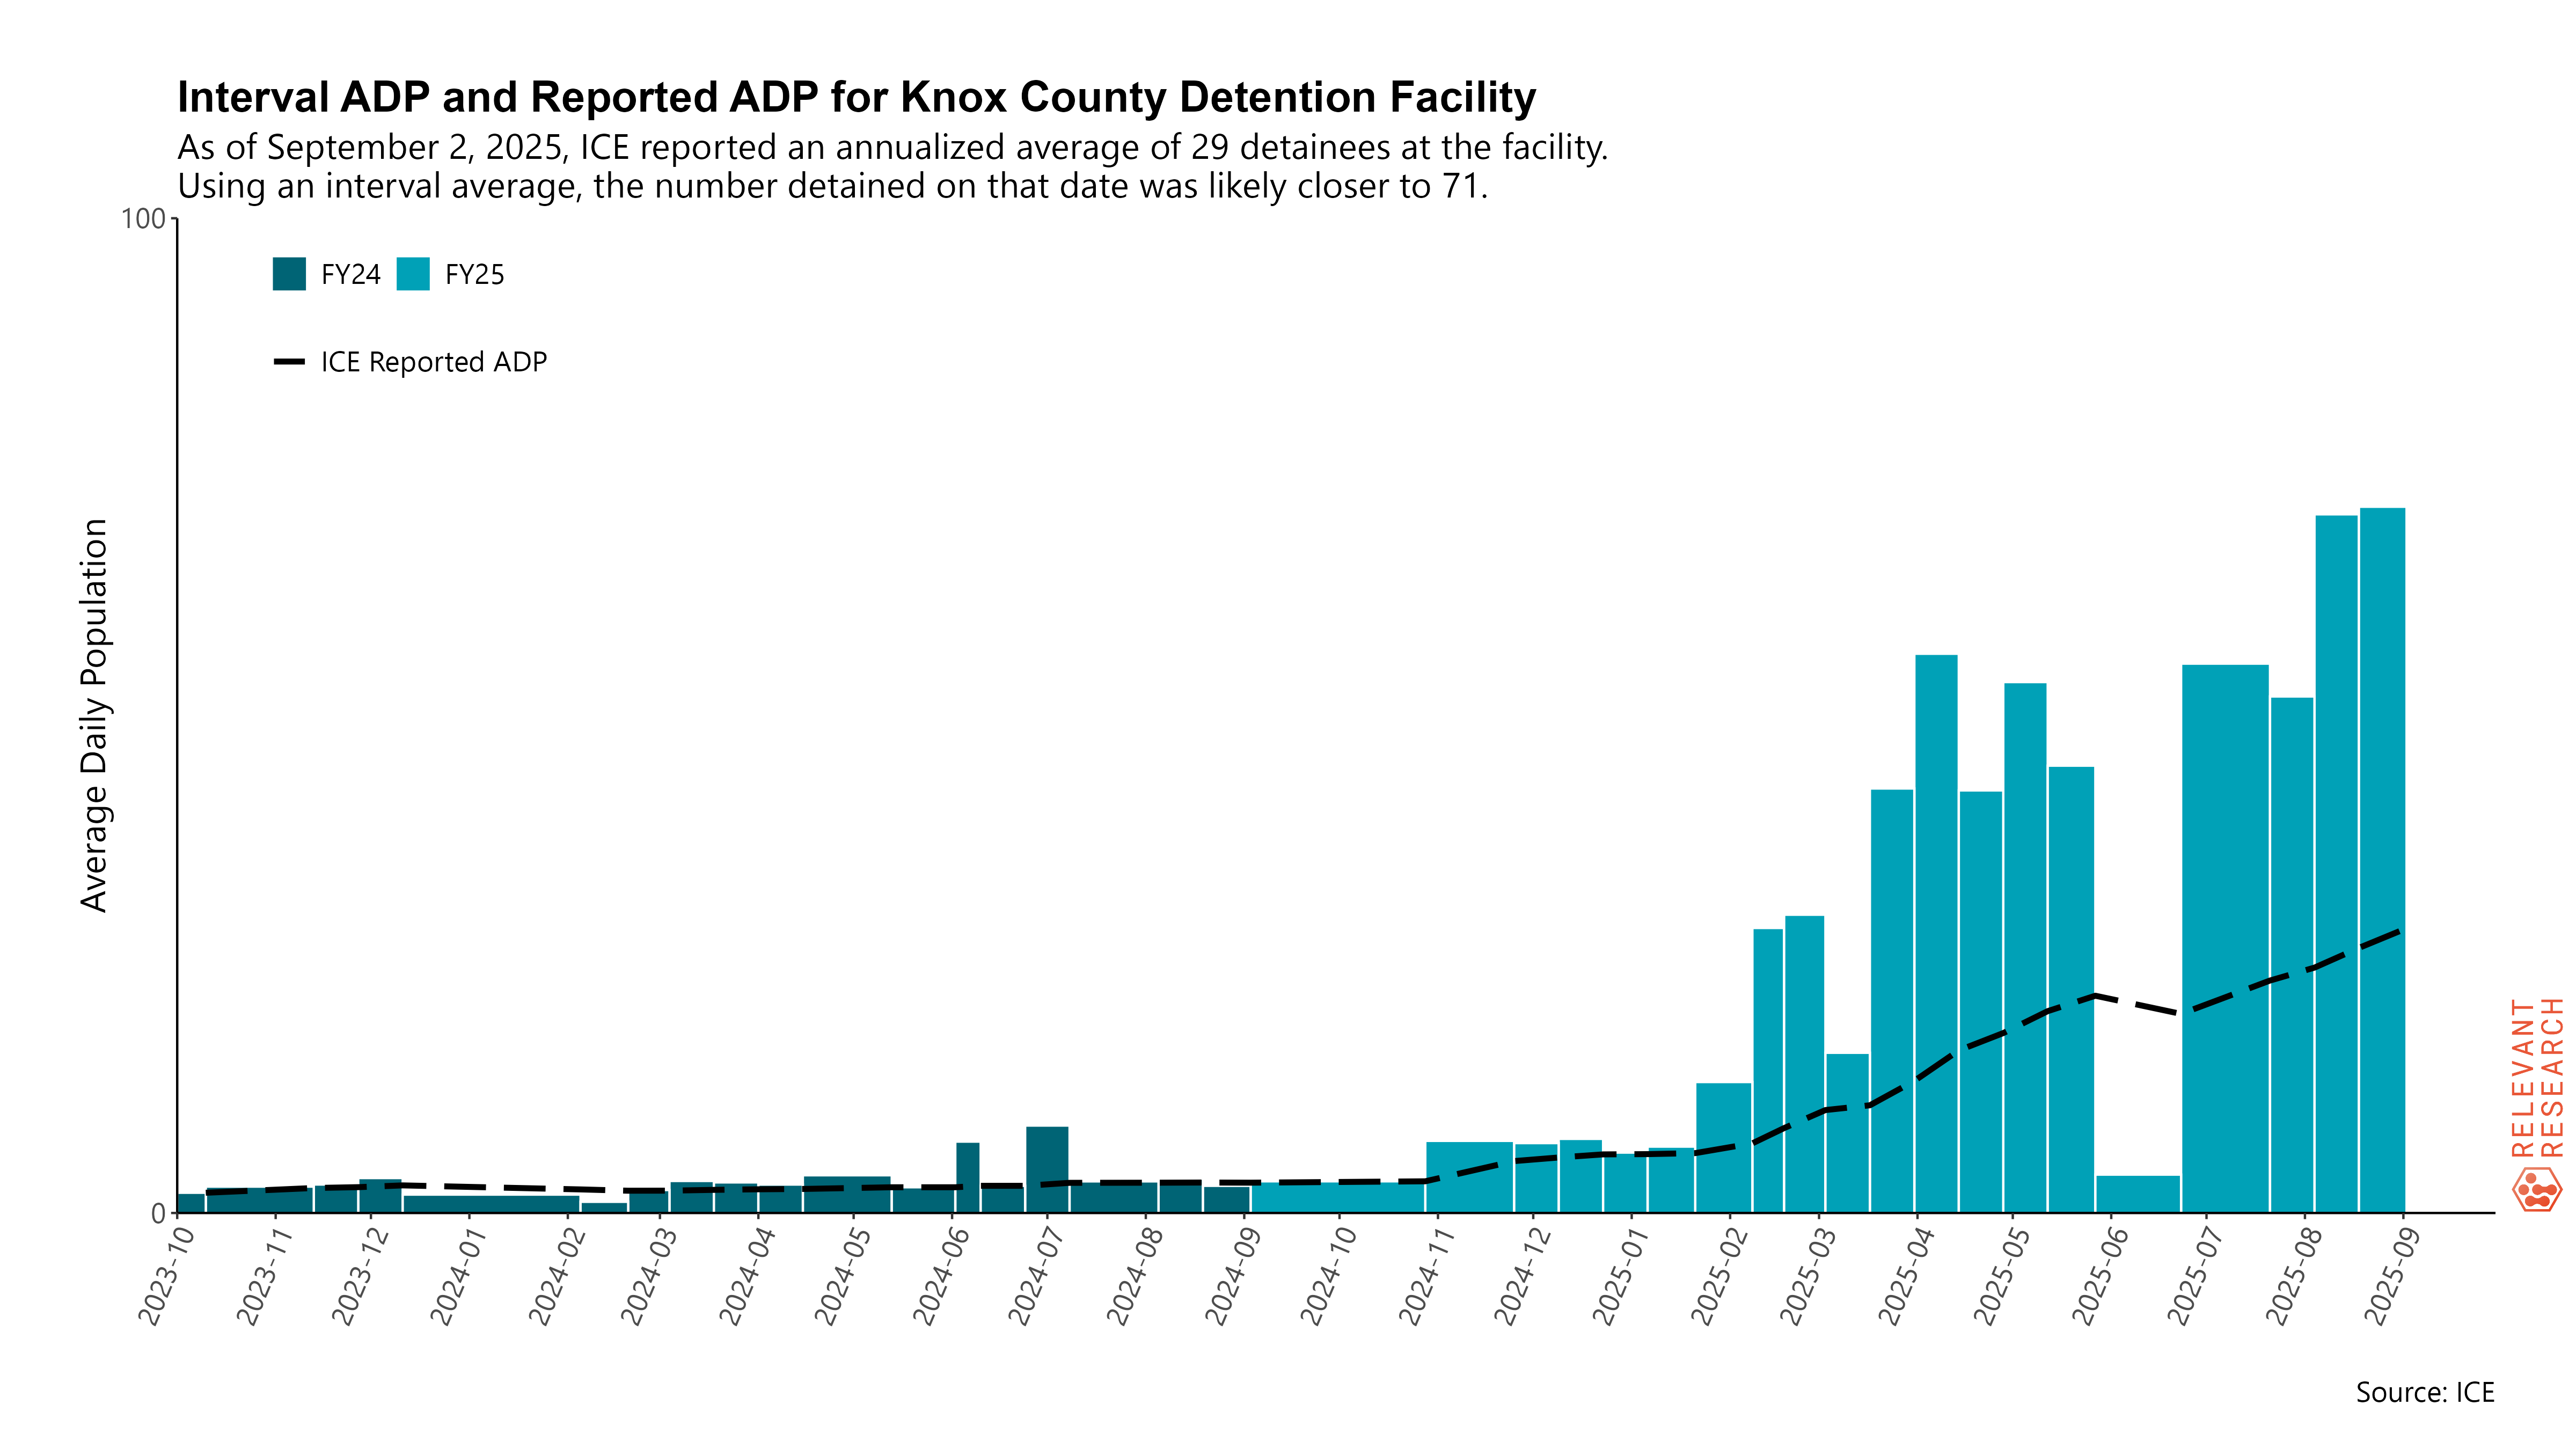 Interval ADP and Reported ADP for Knox County Detention Facility
As of September 2, 2025, ICE reported an annualized average of 29 detainees at the facility.
Using an interval average, the number detained on that date was likely closer to 71.
100
FY24 FY25
ICE Reported ADP
Average Daily Population
0
2023-10 2023-11 2023-12 2024-01 2024-02 2024-03 2024-04 2024-05 2024-06 2024-07 2024-08 2024-09 2024-10 2024-11 2024-12 2025-01 2025-02 2025-03 2025-04 2025-05 2025-06 2025-07 2025-08 2025-09
RELEVANT
RESEARCH
Source: ICE